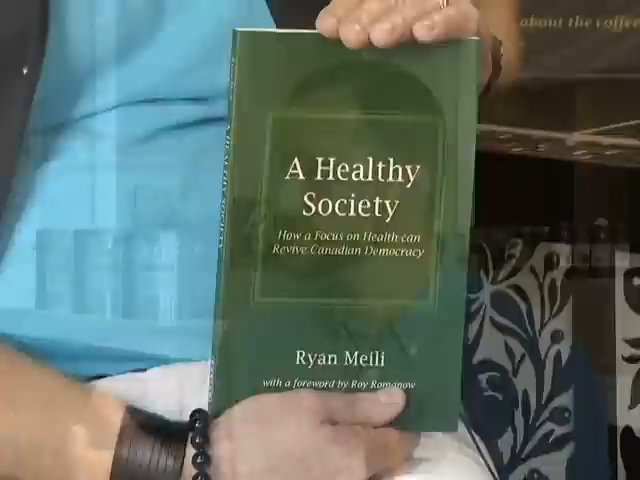 about the coffee
A Healthy
Society
How a Focus on Health can
Revive Canadian Democracy
Ryan Meili
with a foreword by Roy Romanow